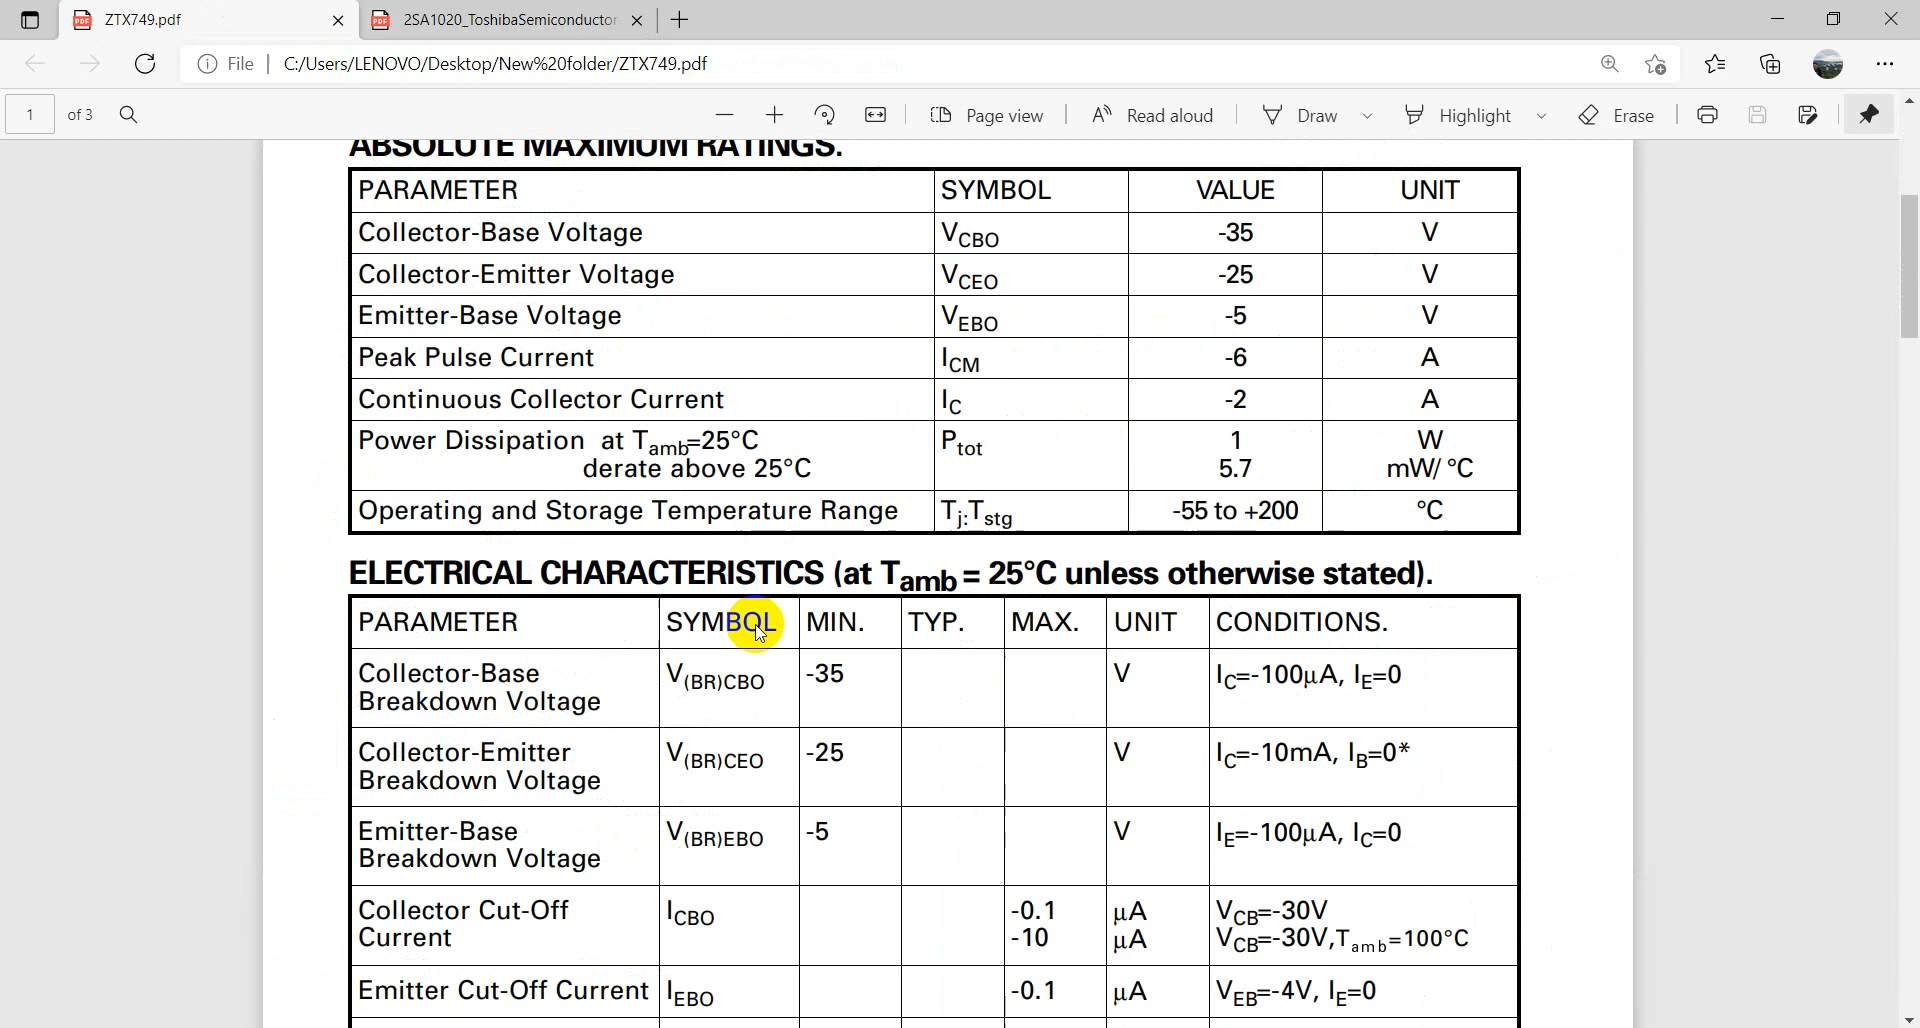 ZTX749.pdf
2SA1020_ToshibaSemiconductor
File
C:/Users/LENOVO/Desktop/New%20folder/ZTX749.pdf
1 of 3
Page view
Read aloud
Draw
Highlight
Erase
ABSOLUTE MAXIMUM RATINGS.
PARAMETER SYMBOL VALUE UNIT
Collector-Base Voltage VCBO -35 V
Collector-Emitter Voltage VCEO -25 V
Emitter-Base Voltage VEBO -5 V
Peak Pulse Current ICM -6 A
Continuous Collector Current IC -2 A
Power Dissipation at Tamb=25°C Ptot 1 W
derate above 25°C 5.7 mW/ °C
Operating and Storage Temperature Range Tj:Tstg -55 to +200 °C
ELECTRICAL CHARACTERISTICS (at Tamb = 25°C unless otherwise stated).
PARAMETER SYMBOL MIN. TYP. MAX. UNIT CONDITIONS.
Collector-Base
Breakdown Voltage V(BR)CBO -35 V IC=-100μA, IE=0
Collector-Emitter
Breakdown Voltage V(BR)CEO -25 V IC=-10mA, IB=0*
Emitter-Base
Breakdown Voltage V(BR)EBO -5 V IE=-100μA, IC=0
Collector Cut-Off ICBO -0.1 μA VCB=-30V
Current -10 μA VCB=-30V,Tamb=100°C
Emitter Cut-Off Current IEBO -0.1 μA VEB=-4V, IE=0